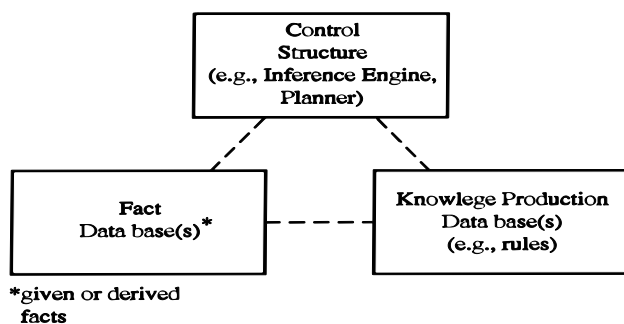 Control
Structure
(e.g., Inference Engine,
Planner)
Fact
Data base(s)*
Knowlege Production
Data base(s)
(e.g., rules)
*given or derived
facts